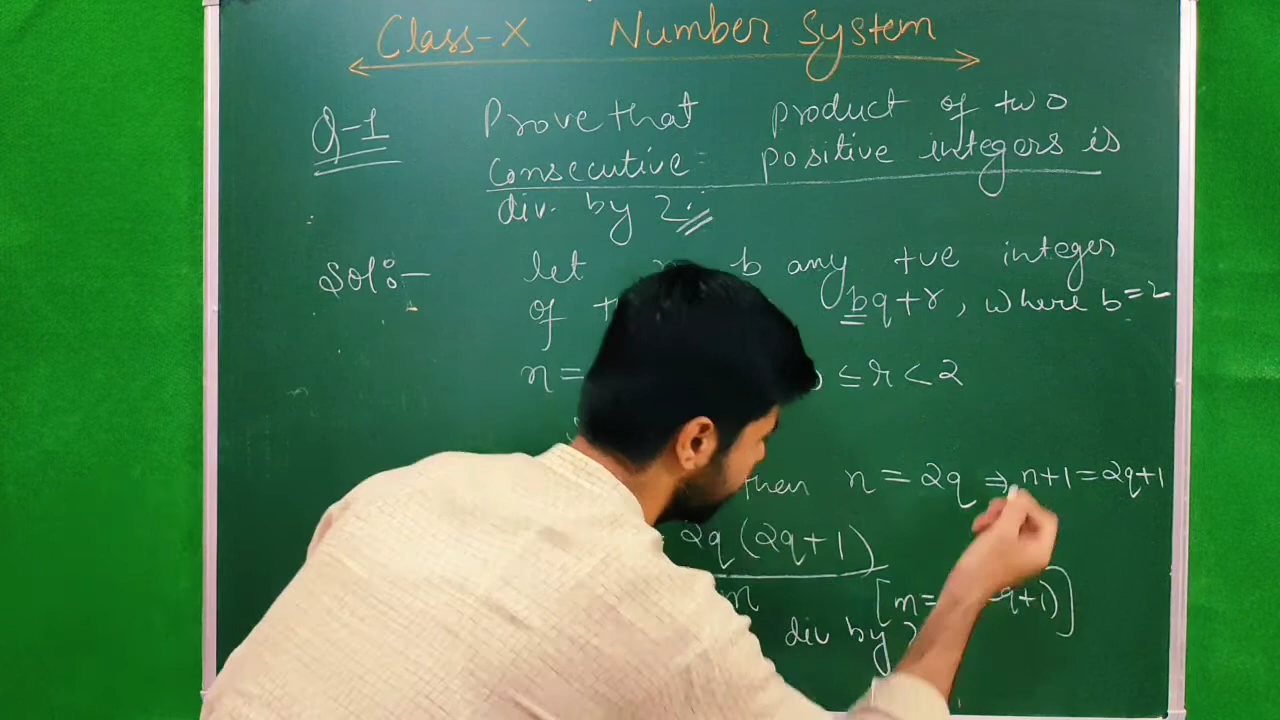 Class-X Number System
Q-1 Prove that product of two
consecutive positive integers is
div. by 2.
Sol:- let b any +ve integer
of bq+r, where b=2
n= ≤r<2
then n=2q ⇒ n+1=2q+1
2q(2q+1)
m [m= q+1)]
div by